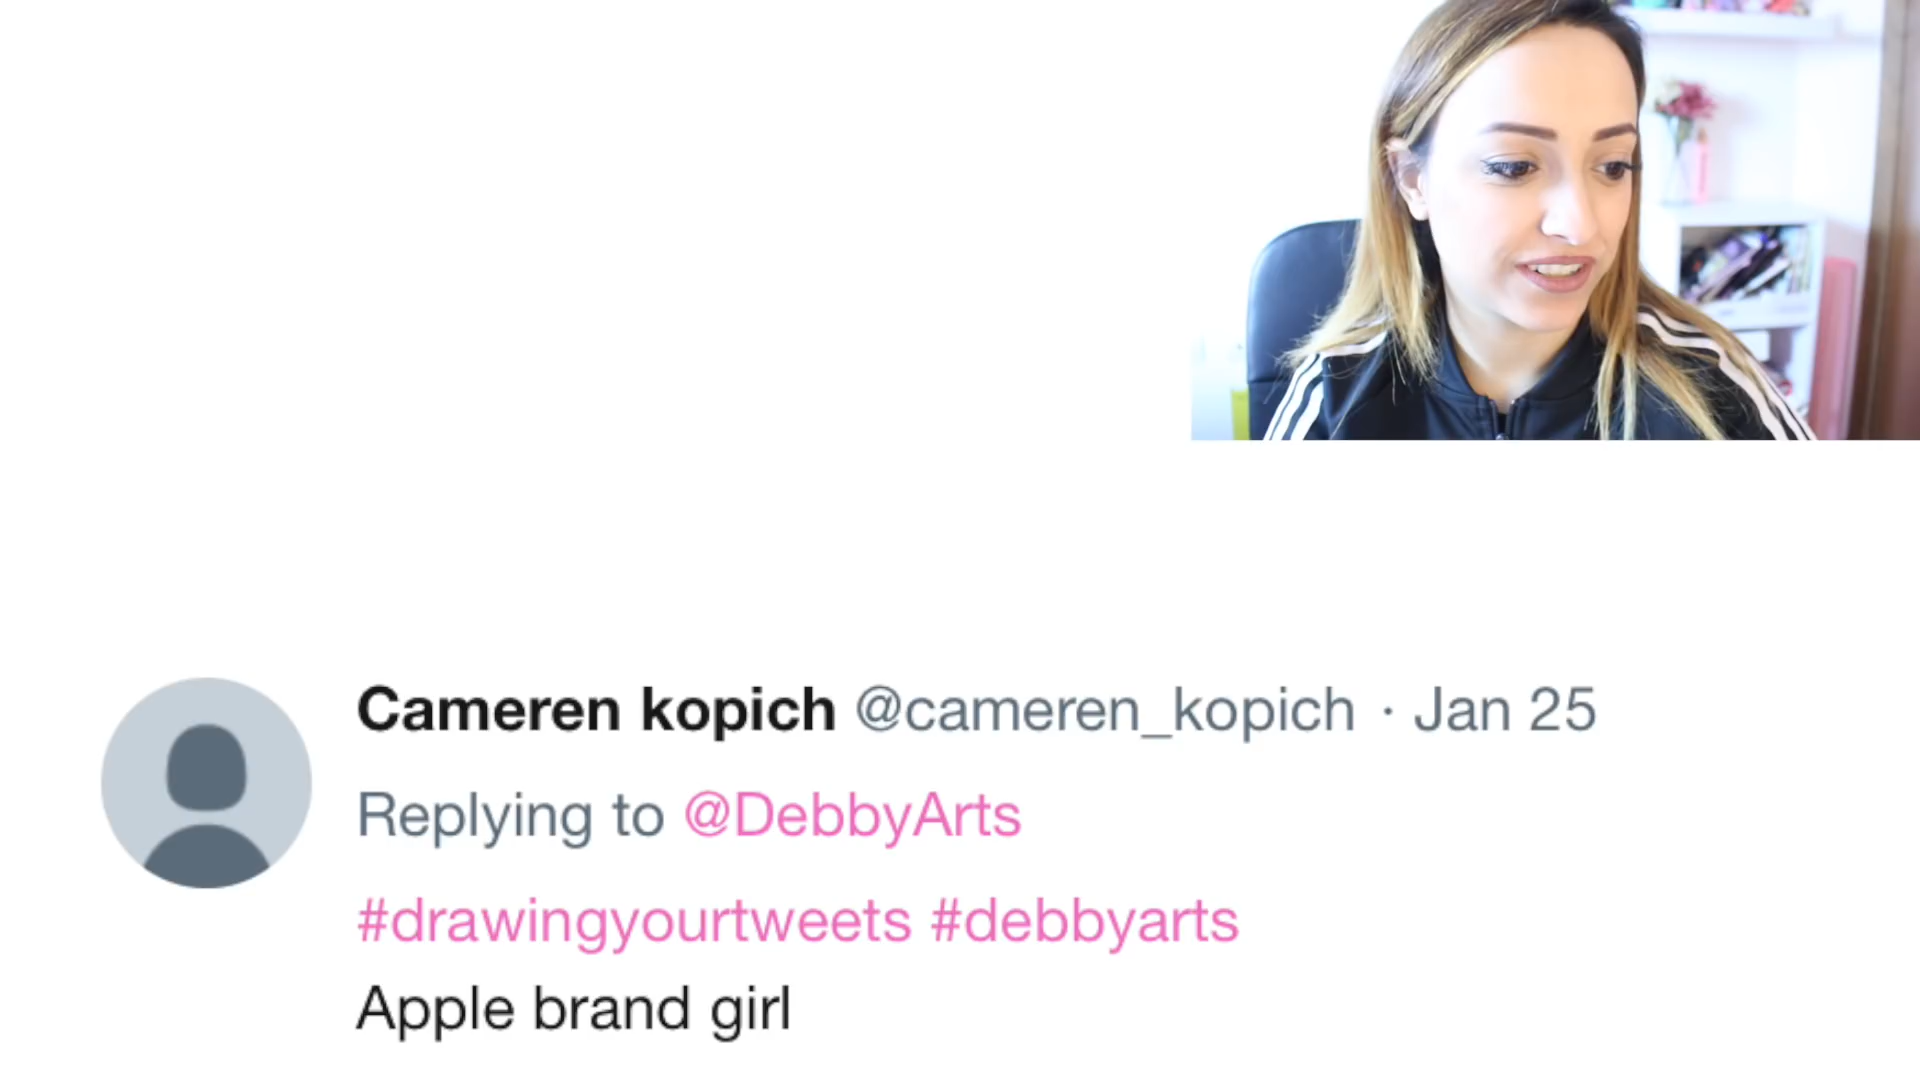 Cameren kopich @cameren_kopich · Jan 25
Replying to @DebbyArts
#drawingyourtweets #debbyarts
Apple brand girl